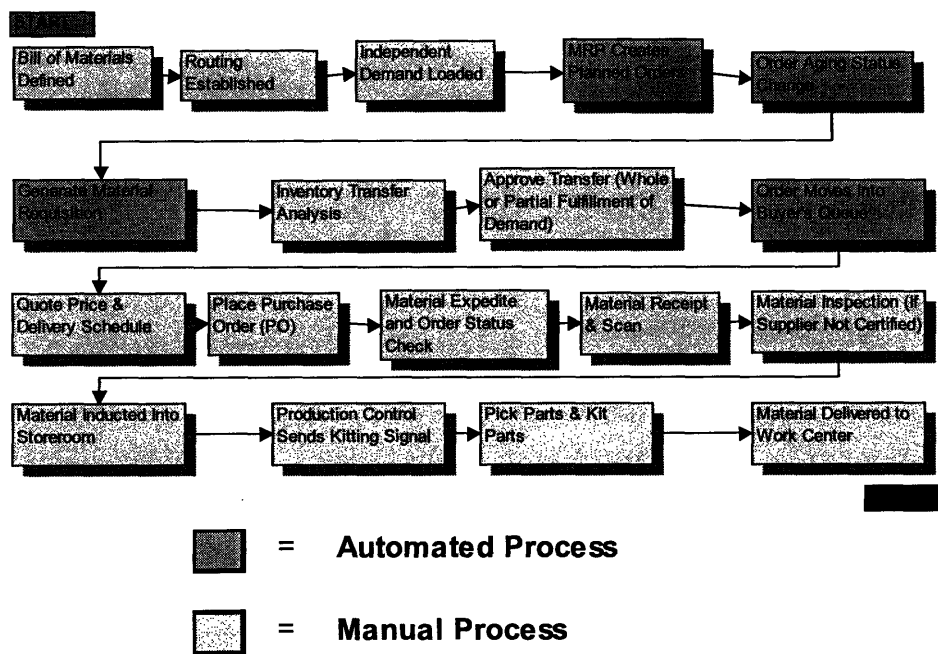 START
Bill of Materials
Defined
Routing
Established
Independent
Demand Loaded
MRP Creates
Planned Orders
Order Aging Status
Change
Generate Material
Requisition
Inventory Transfer
Analysis
Approve Transfer (Whole
or Partial Fulfillment of
Demand)
Order Moves Into
Buyer's Queue
Quote Price &
Delivery Schedule
Place Purchase
Order (PO)
Material Expedite
and Order Status
Check
Material Receipt
& Scan
Material Inspection (If
Supplier Not Certified)
Material Inducted Into
Storeroom
Production Control
Sends Kitting Signal
Pick Parts & Kit
Parts
Material Delivered to
Work Center
= Automated Process
= Manual Process